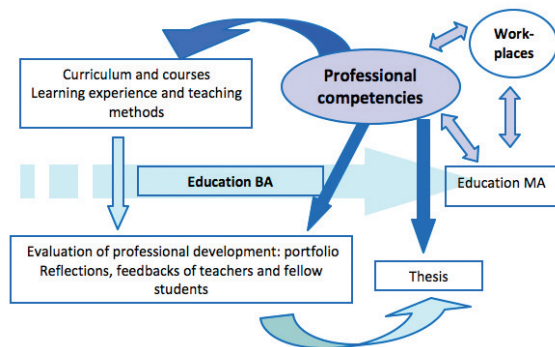 Work-
places
Professional
competencies
Curriculum and courses
Learning experience and teaching
methods
Education BA
Education MA
Evaluation of professional development: portfolio
Reflections, feedbacks of teachers and fellow
students
Thesis